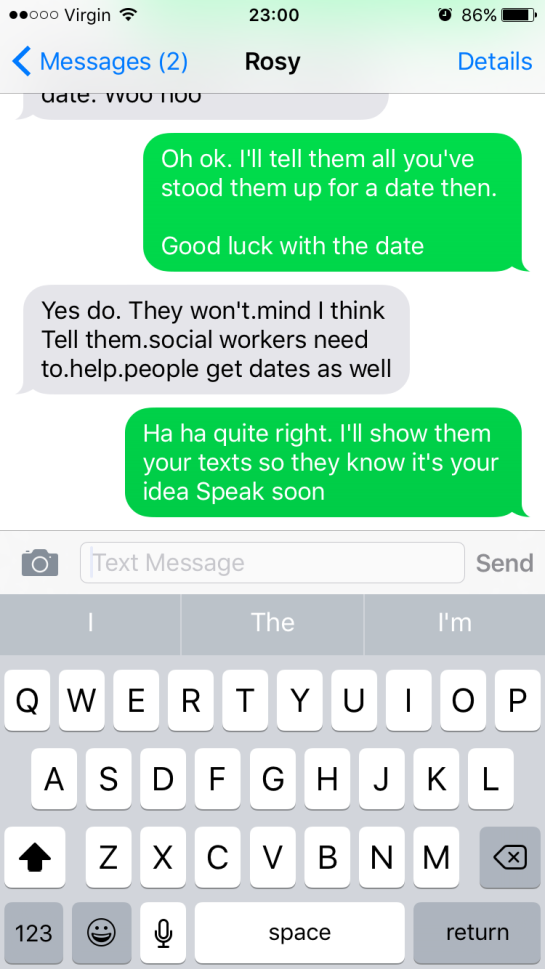 Virgin 23:00 86%
Messages (2) Rosy Details
date. Woo hoo
Oh ok. I'll tell them all you've
stood them up for a date then.
Good luck with the date
Yes do. They won't.mind I think
Tell them.social workers need
to.help.people get dates as well
Ha ha quite right. I'll show them
your texts so they know it's your
idea Speak soon
Text Message Send
I The I'm
Q W E R T Y U I O P
A S D F G H J K L
Z X C V B N M
123 space return